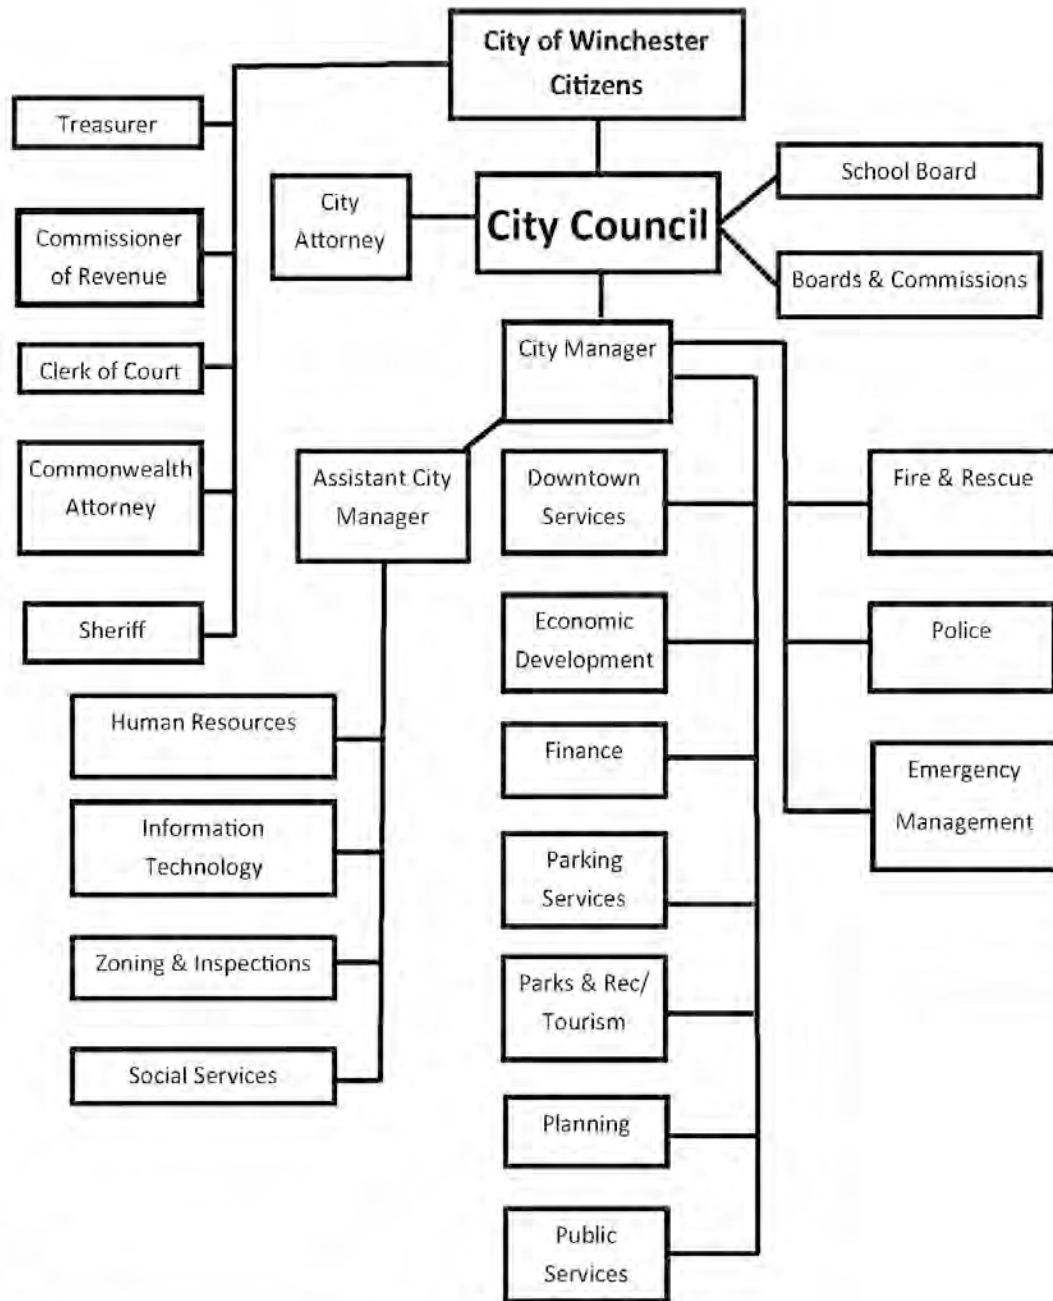 City of Winchester
Citizens
Treasurer
Commissioner
of Revenue
Clerk of Court
Commonwealth
Attorney
Sheriff
City
Attorney
City Council
School Board
Boards & Commissions
City Manager
Assistant City
Manager
Human Resources
Information
Technology
Zoning & Inspections
Social Services
Downtown
Services
Economic
Development
Finance
Parking
Services
Parks & Rec/
Tourism
Planning
Public
Services
Fire & Rescue
Police
Emergency
Management